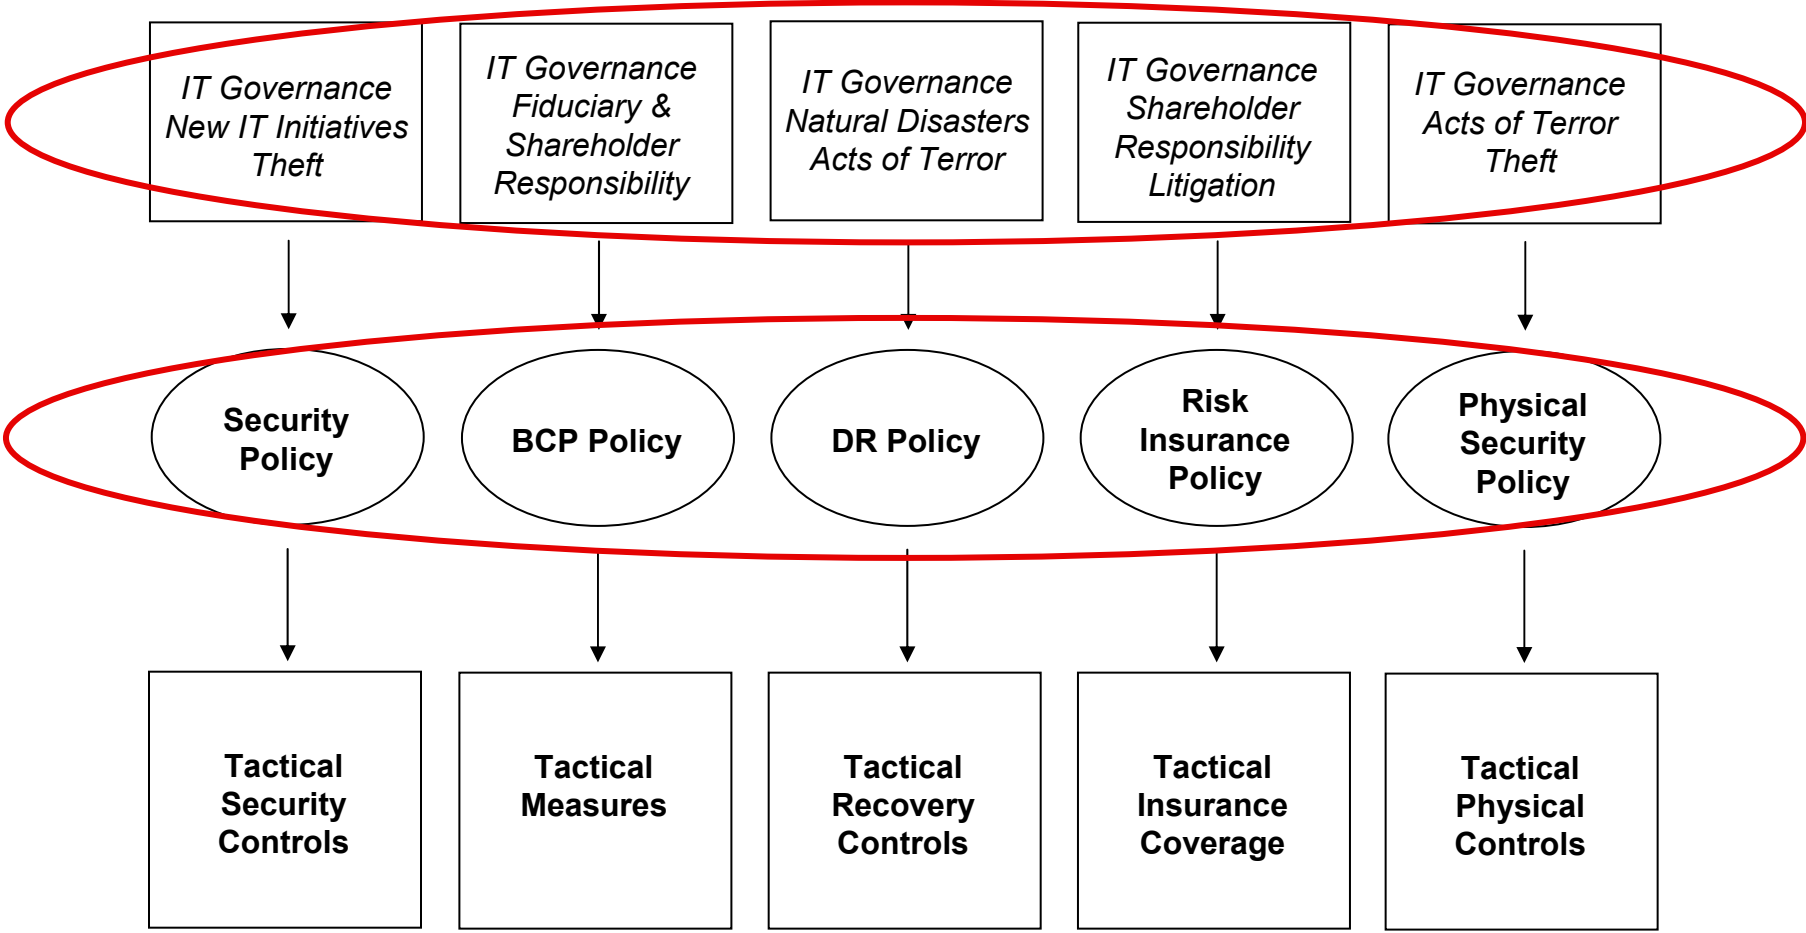 IT Governance
New IT Initiatives
Theft
IT Governance
Fiduciary &
Shareholder
Responsibility
IT Governance
Natural Disasters
Acts of Terror
IT Governance
Shareholder
Responsibility
Litigation
IT Governance
Acts of Terror
Theft
Security
Policy
BCP Policy
DR Policy
Risk
Insurance
Policy
Physical
Security
Policy
Tactical
Security
Controls
Tactical
Measures
Tactical
Recovery
Controls
Tactical
Insurance
Coverage
Tactical
Physical
Controls